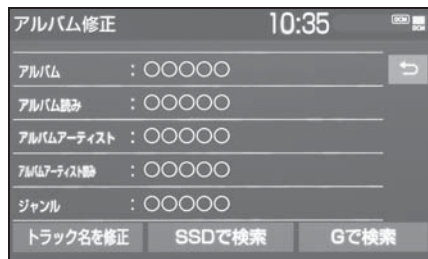 アルバム修正 10:35 DCM DCM
アルバム : ○○○○○
アルバム読み : ○○○○○
アルバムアーティスト : ○○○○○
アルバムアーティスト読み : ○○○○○
ジャンル : ○○○○○
トラック名を修正 SSDで検索 Gで検索